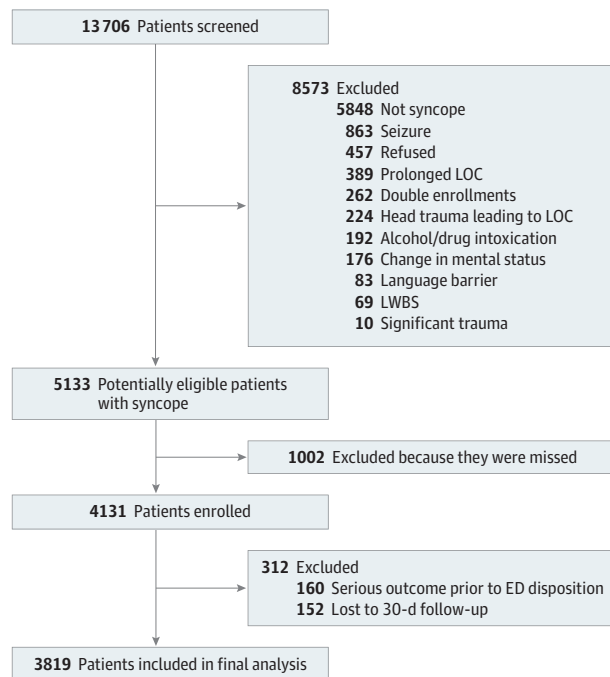 13 706 Patients screened
8573 Excluded
5848 Not syncope
863 Seizure
457 Refused
389 Prolonged LOC
262 Double enrollments
224 Head trauma leading to LOC
192 Alcohol/drug intoxication
176 Change in mental status
83 Language barrier
69 LWBS
10 Significant trauma
5133 Potentially eligible patients
with syncope
1002 Excluded because they were missed
4131 Patients enrolled
312 Excluded
160 Serious outcome prior to ED disposition
152 Lost to 30-d follow-up
3819 Patients included in final analysis